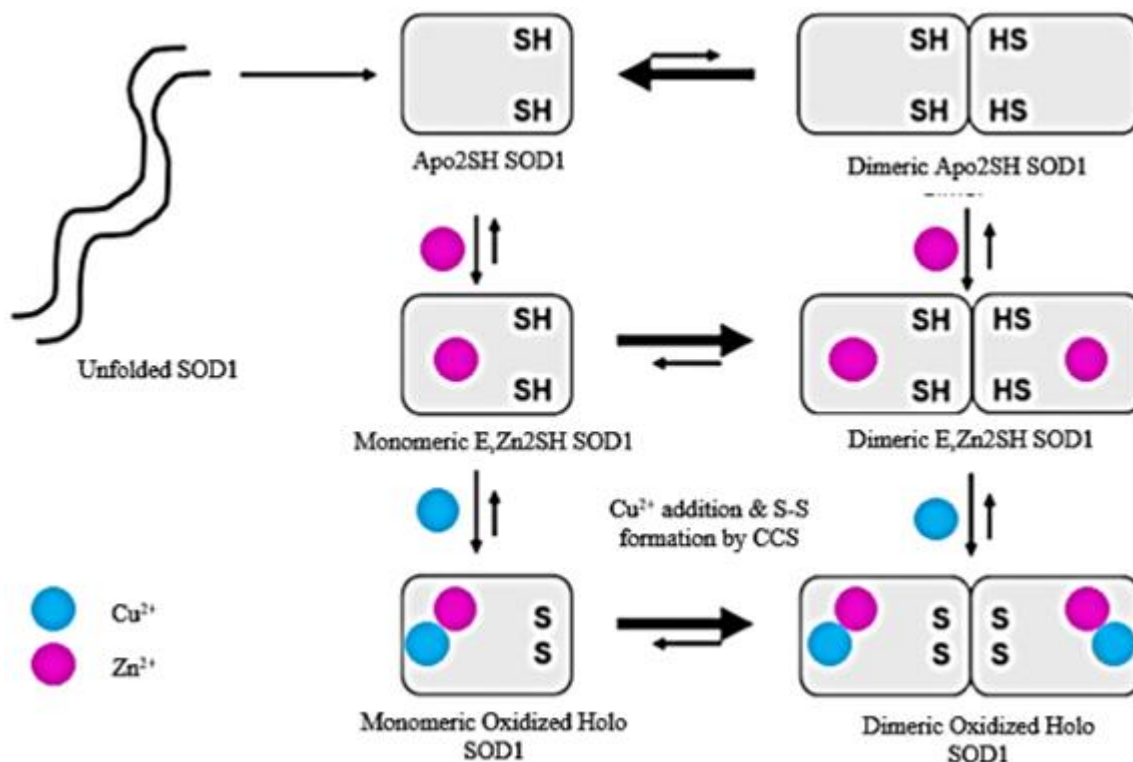 SH
SH
SH HS
SH HS
Apo2SH SOD1
Dimeric Apo2SH SOD1
Unfolded SOD1
SH
SH
SH HS
SH HS
Monomeric E,Zn2SH SOD1
Dimeric E,Zn2SH SOD1
Cu²⁺ addition & S-S
formation by CCS
Cu²⁺
Zn²⁺
S
S
S S
S S
Monomeric Oxidized Holo
SOD1
Dimeric Oxidized Holo
SOD1